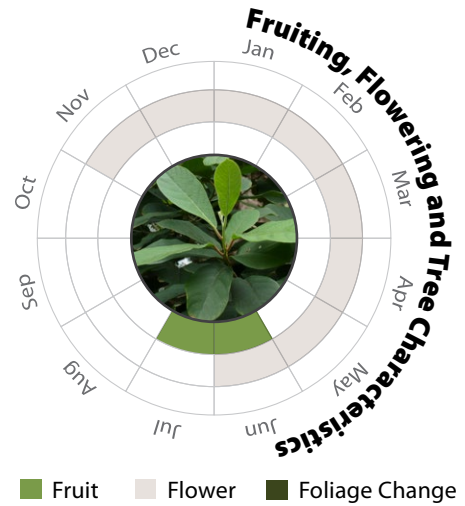 Fruiting, Flowering and Tree Characteristics
Jan
Feb
Mar
Apr
May
Jun
Jul
Aug
Sep
Oct
Nov
Dec
Fruit
Flower
Foliage Change